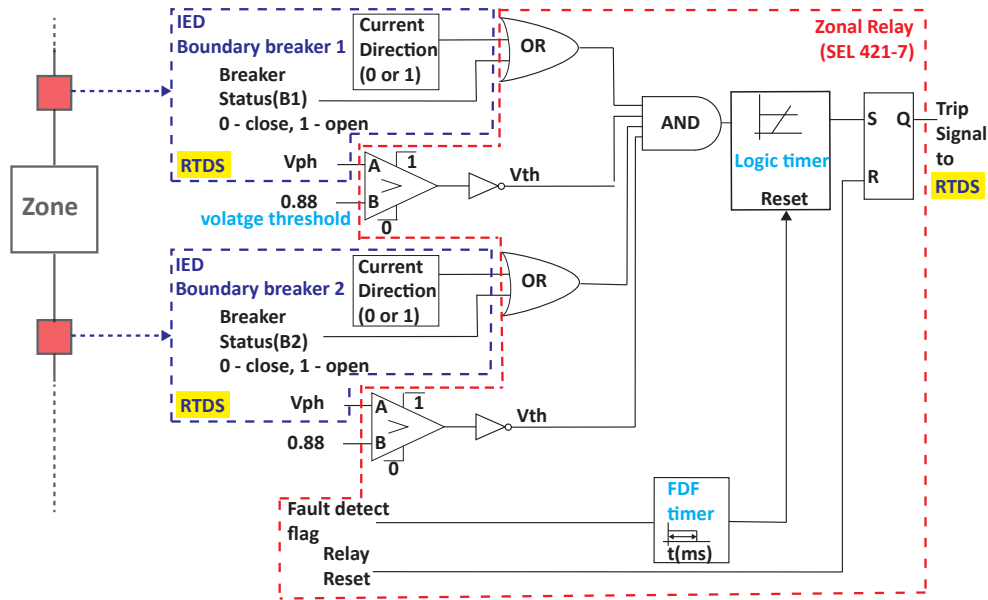 IED
Boundary breaker 1
Current
Direction
(0 or 1)
OR
Zonal Relay
(SEL 421-7)
Breaker
Status(B1)
0 - close, 1 - open
RTDS
Vph
A
1
B
0
0.88
volatge threshold
Vth
AND
Logic timer
Reset
S
Q
R
Trip
Signal
to
RTDS
Zone
IED
Boundary breaker 2
Current
Direction
(0 or 1)
OR
Breaker
Status(B2)
0 - close, 1 - open
RTDS
Vph
A
1
B
0
0.88
Vth
>
>
FDF
timer
t(ms)
Fault detect
flag
Relay
Reset